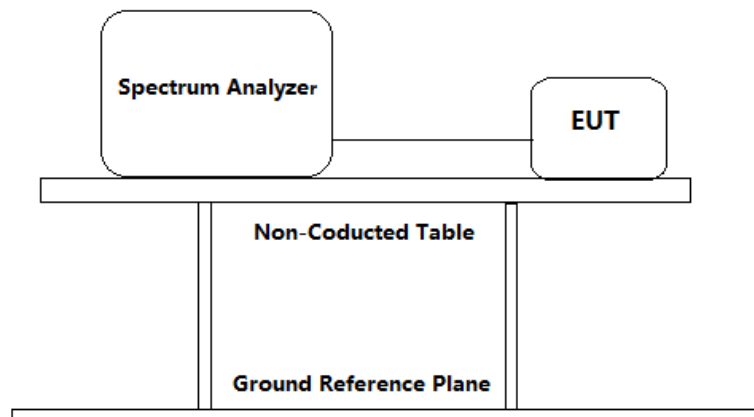 Spectrum Analyzer
EUT
Non-Coducted Table
Ground Reference Plane